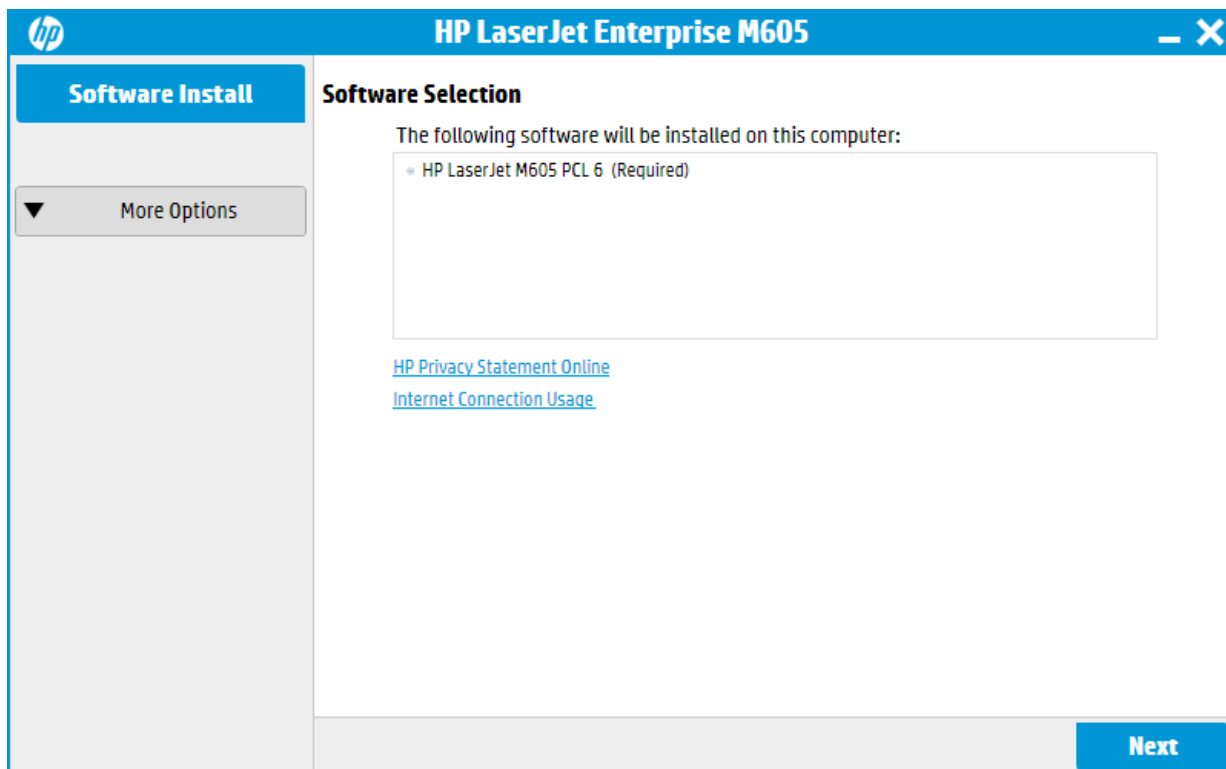 hp
HP LaserJet Enterprise M605
Software Install
More Options
Software Selection
The following software will be installed on this computer:
HP LaserJet M605 PCL 6 (Required)
HP Privacy Statement Online
Internet Connection Usage
Next